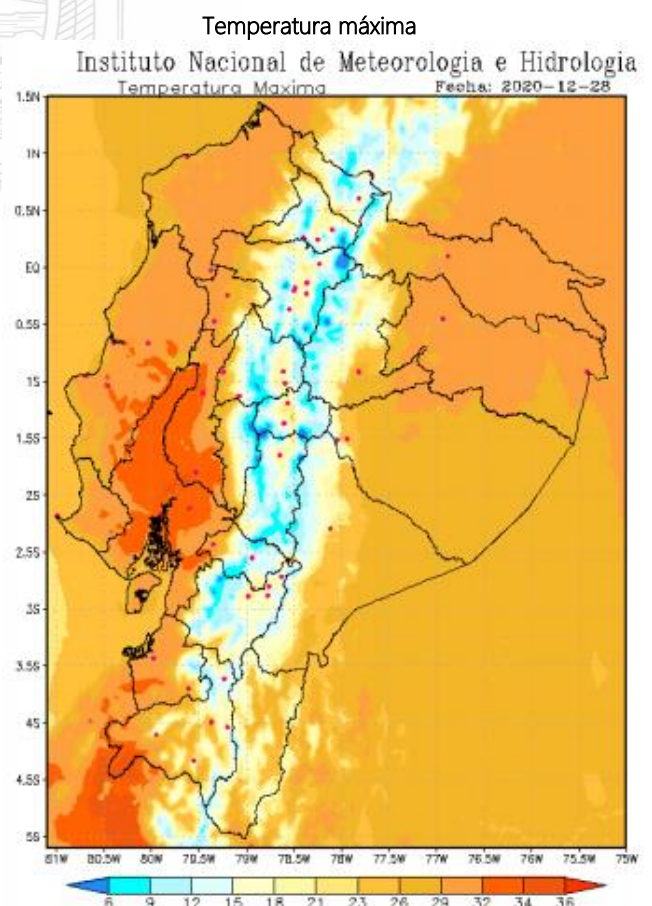 Temperatura máxima
Instituto Nacional de Meteorologia e Hidrologia
Temperatura Maxima Fecha: 2020-12-28
1.5N
1N
0.5N
EQ
0.5S
1S
1.5S
2S
2.5S
3S
3.5S
4S
4.5S
5S
81W 80.5W 80W 79.5W 79W 78.5W 78W 77.5W 77W 76.5W 76W 75.5W 75W
6 9 12 15 18 21 23 26 29 32 34 36